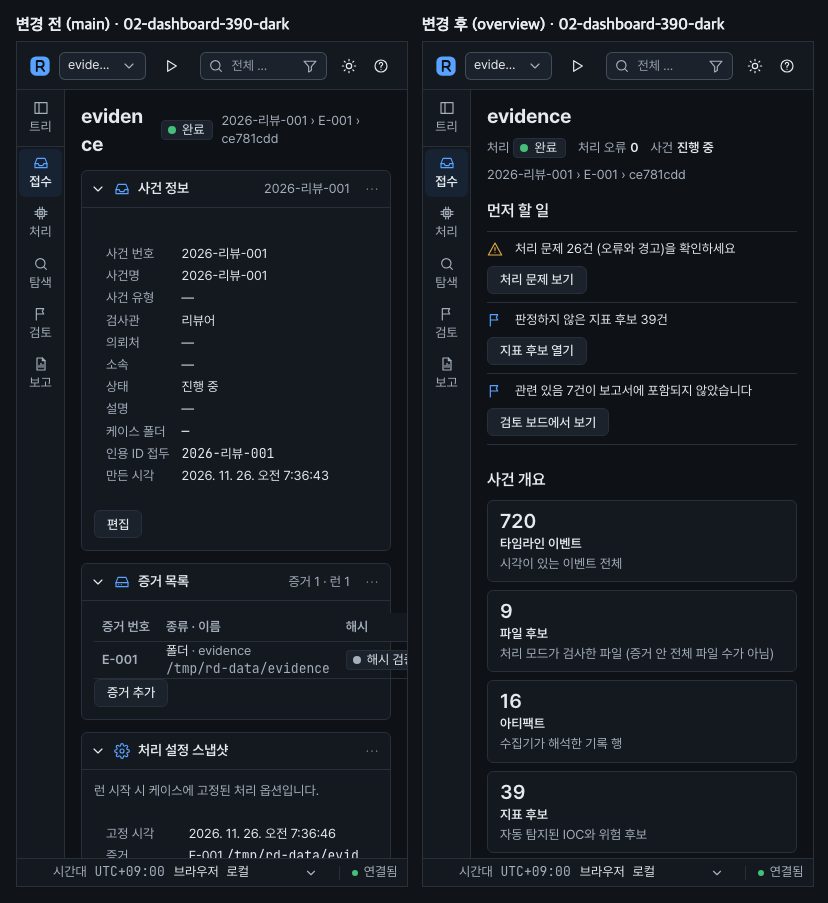 변경 전 (main) · 02-dashboard-390-dark
R evide... 전체 ...
트리
접수
처리
탐색
검토
보고
eviden
ce
완료
2026-리뷰-001 › E-001 ›
ce781cdd
사건 정보 2026-리뷰-001 ...
사건 번호 2026-리뷰-001
사건명 2026-리뷰-001
사건 유형 —
검사관 리뷰어
의뢰처 —
소속 —
상태 진행 중
설명 —
케이스 폴더 —
인용 ID 접두 2026-리뷰-001
만든 시각 2026. 11. 26. 오전 7:36:43
편집
증거 목록 증거 1 · 런 1 ...
증거 번호 종류 · 이름 해시
E-001 폴더 · evidence
/tmp/rd-data/evidence
해시 검증
증거 추가
처리 설정 스냅샷 ...
런 시작 시 케이스에 고정된 처리 옵션입니다.
고정 시각 2026. 11. 26. 오전 7:36:46
증거 E-001 /tmp/rd-data/evid
시간대 UTC+09:00 브라우저 로컬 연결됨
변경 후 (overview) · 02-dashboard-390-dark
R evide... 전체 ...
트리
접수
처리
탐색
검토
보고
evidence
처리 완료 처리 오류 0 사건 진행 중
2026-리뷰-001 › E-001 › ce781cdd
먼저 할 일
처리 문제 26건 (오류와 경고)을 확인하세요
처리 문제 보기
판정하지 않은 지표 후보 39건
지표 후보 열기
관련 있음 7건이 보고서에 포함되지 않았습니다
검토 보드에서 보기
사건 개요
720
타임라인 이벤트
시각이 있는 이벤트 전체
9
파일 후보
처리 모드가 검사한 파일 (증거 안 전체 파일 수가 아님)
16
아티팩트
수집기가 해석한 기록 행
39
지표 후보
자동 탐지된 IOC와 위험 후보
시간대 UTC+09:00 브라우저 로컬 연결됨